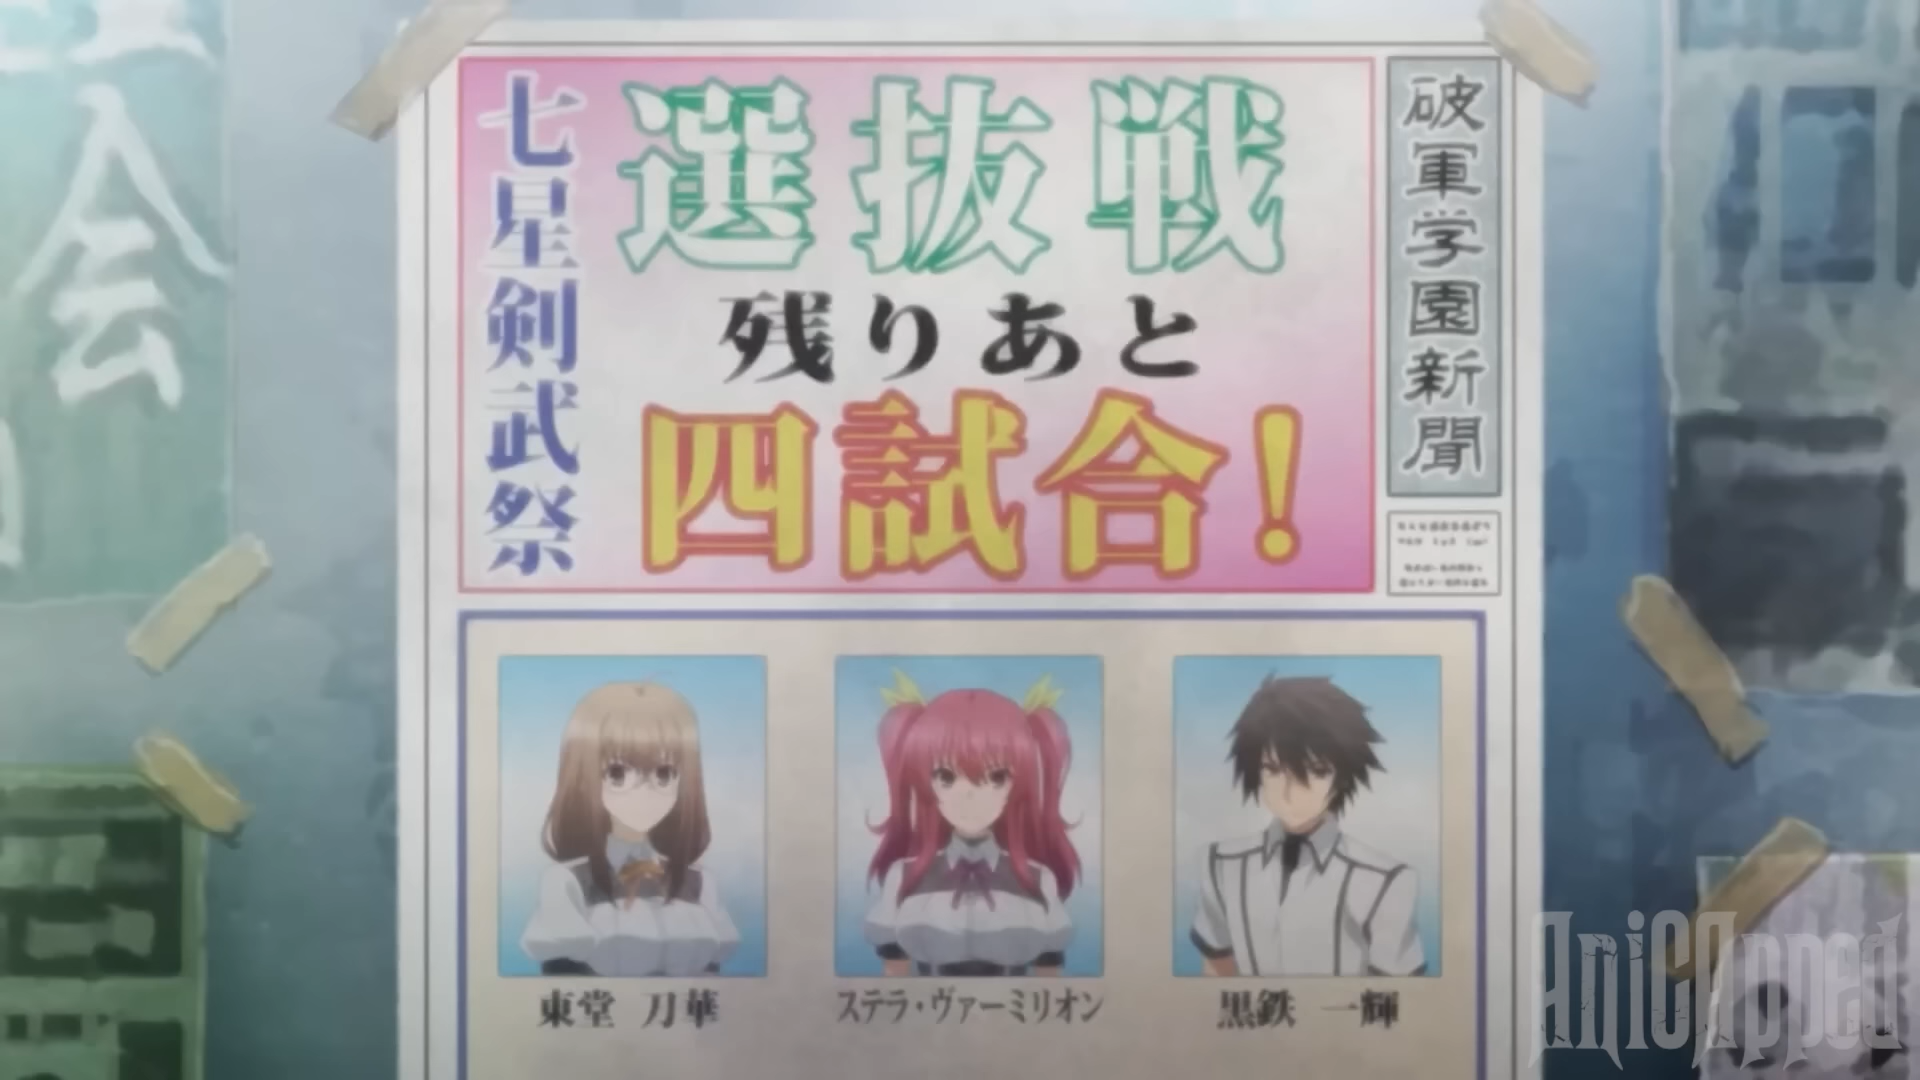 破軍学園新聞
七星剣武祭
選抜戦
残りあと
四試合!
東堂 刀華
ステラ・ヴァーミリオン
黒鉄 一輝
会
AniCApped